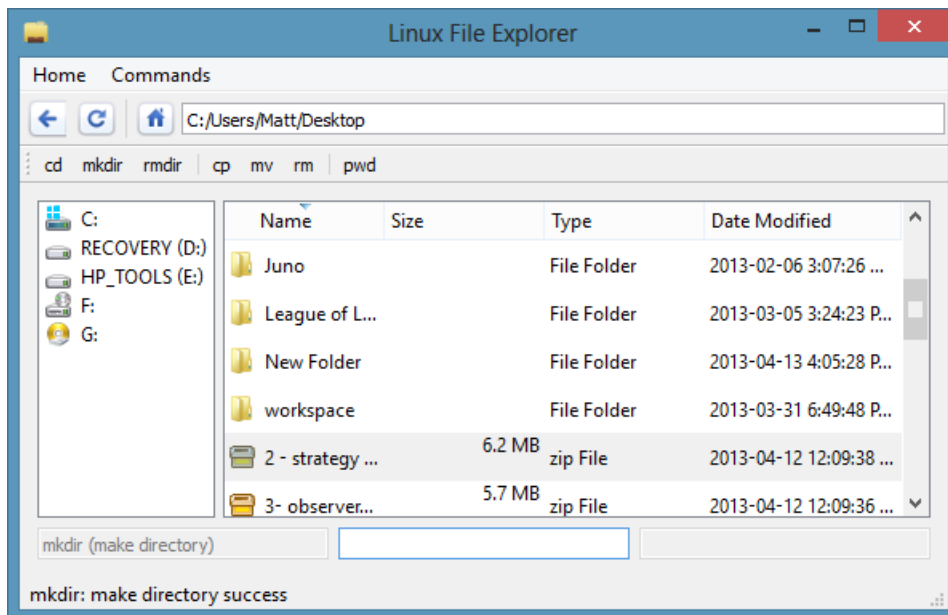 Linux File Explorer
Home Commands
C:/Users/Matt/Desktop
cd mkdir rmdir cp mv rm pwd
C:
RECOVERY (D:)
HP_TOOLS (E:)
F:
G:
Name Size Type Date Modified
Juno File Folder 2013-02-06 3:07:26 ...
League of L... File Folder 2013-03-05 3:24:23 P...
New Folder File Folder 2013-04-13 4:05:28 P...
workspace File Folder 2013-03-31 6:49:48 P...
2 - strategy ... 6.2 MB zip File 2013-04-12 12:09:38 ...
3- observer... 5.7 MB zip File 2013-04-12 12:09:36 ...
mkdir (make directory)
mkdir: make directory success